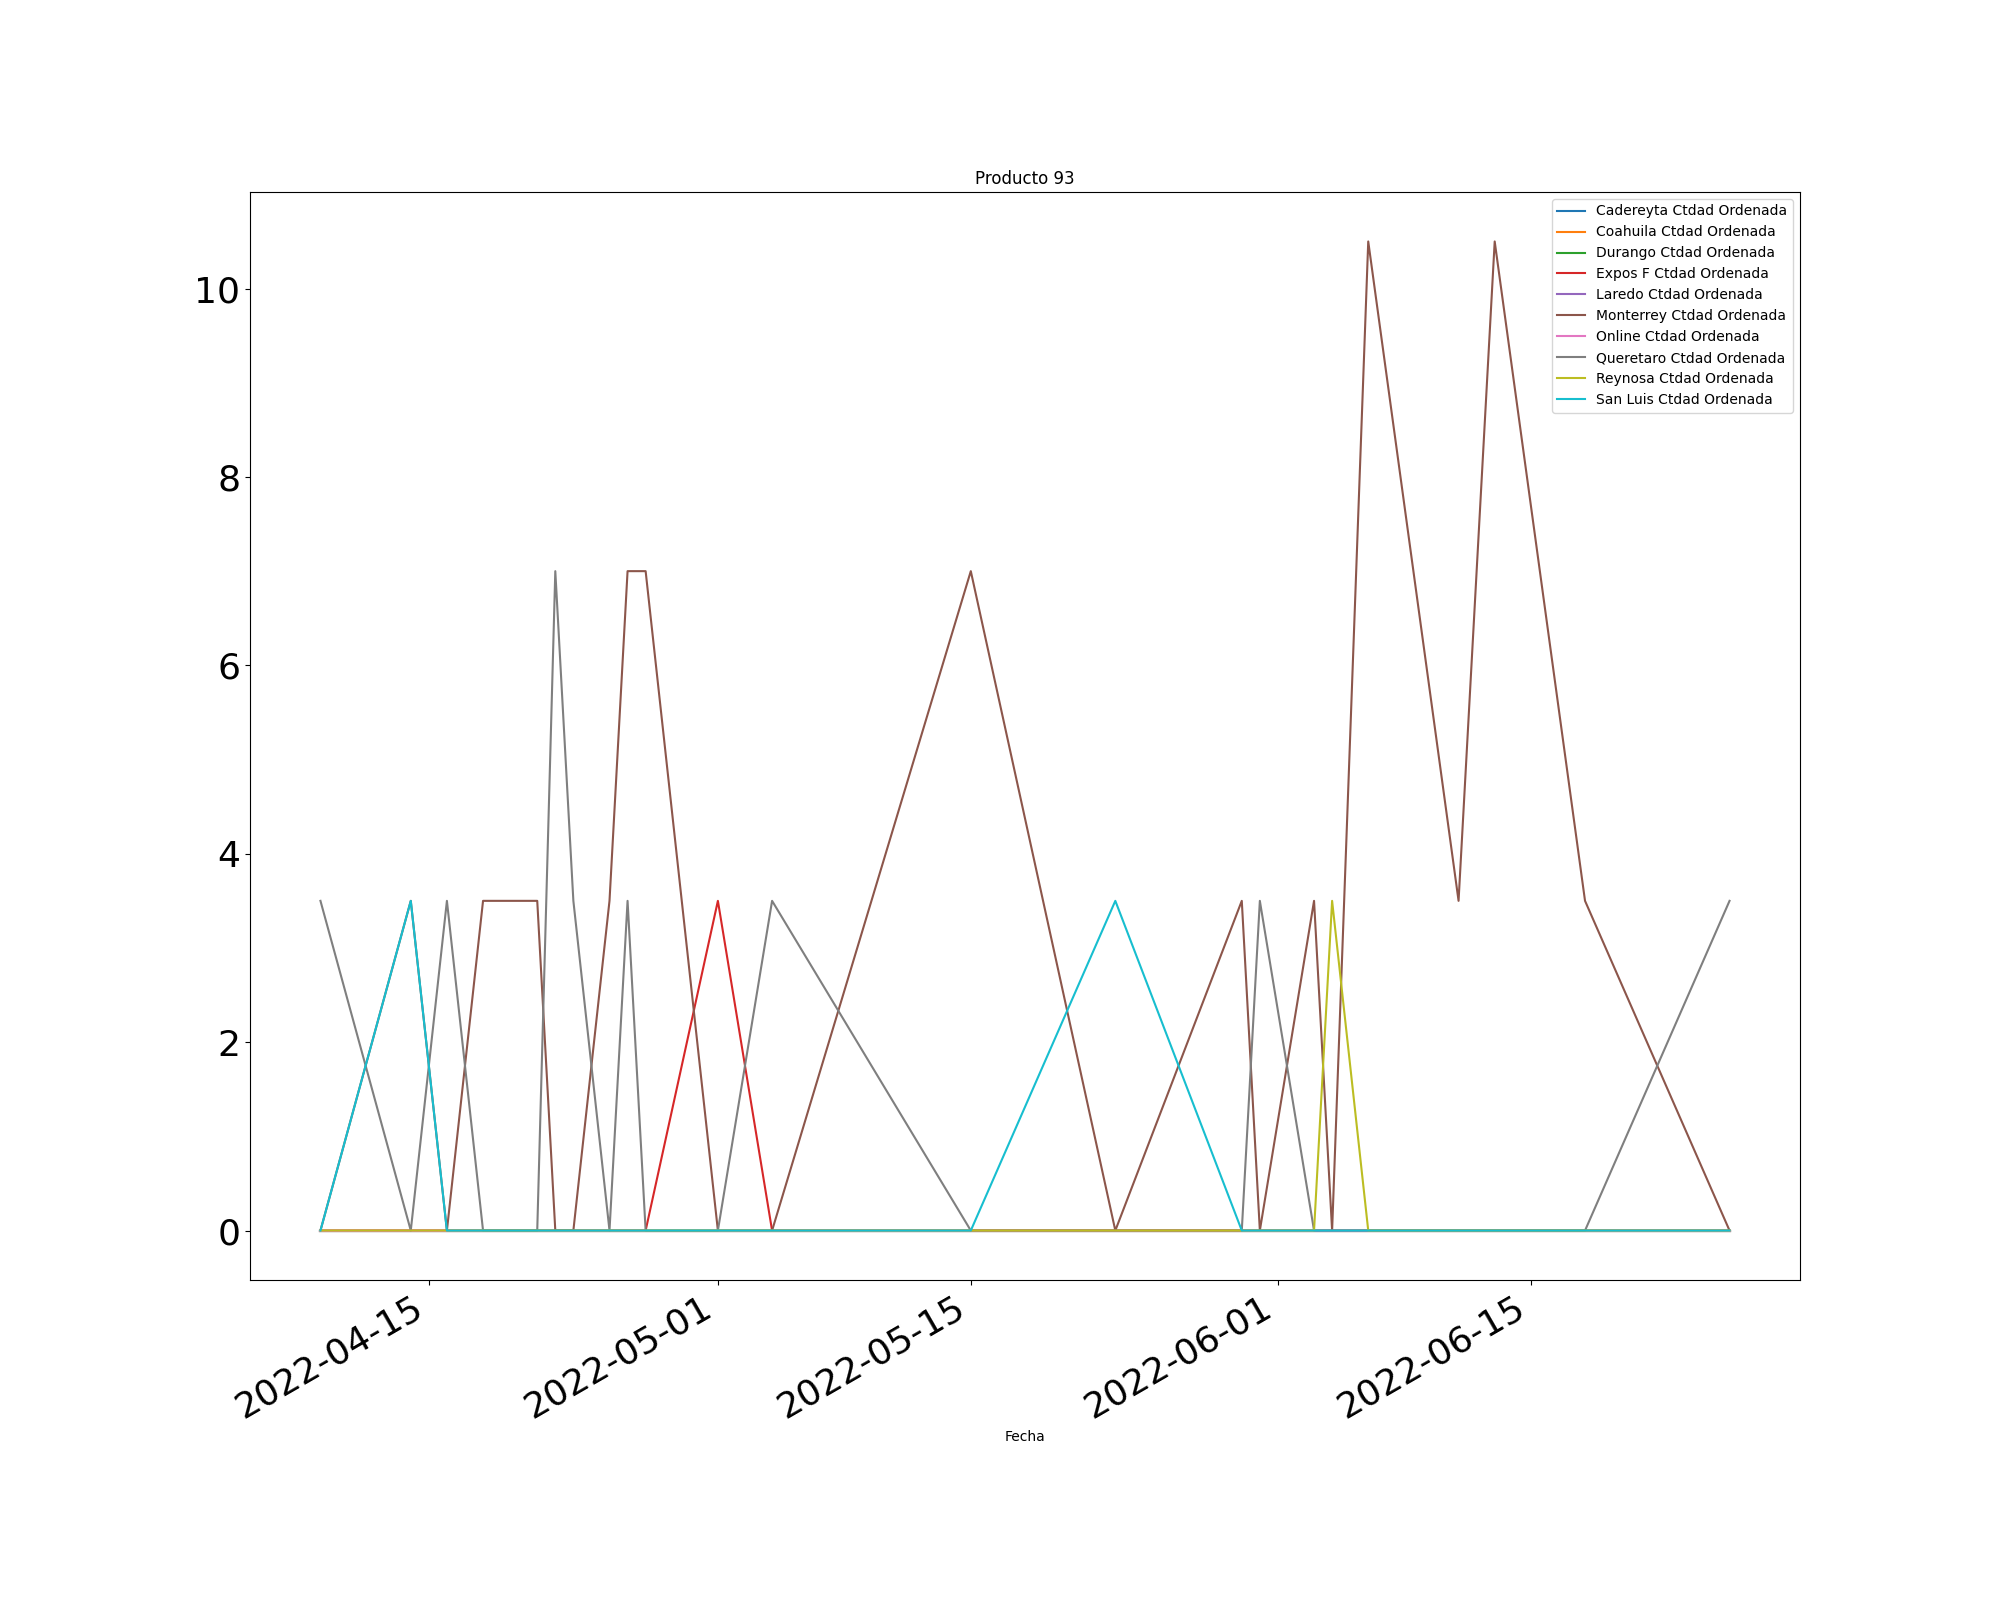 Producto 93
Cadereyta Ctdad Ordenada
Coahuila Ctdad Ordenada
Durango Ctdad Ordenada
Expos F Ctdad Ordenada
Laredo Ctdad Ordenada
Monterrey Ctdad Ordenada
Online Ctdad Ordenada
Queretaro Ctdad Ordenada
Reynosa Ctdad Ordenada
San Luis Ctdad Ordenada
10
8
6
4
2
0
2022-04-15
2022-05-01
2022-05-15
2022-06-01
2022-06-15
Fecha